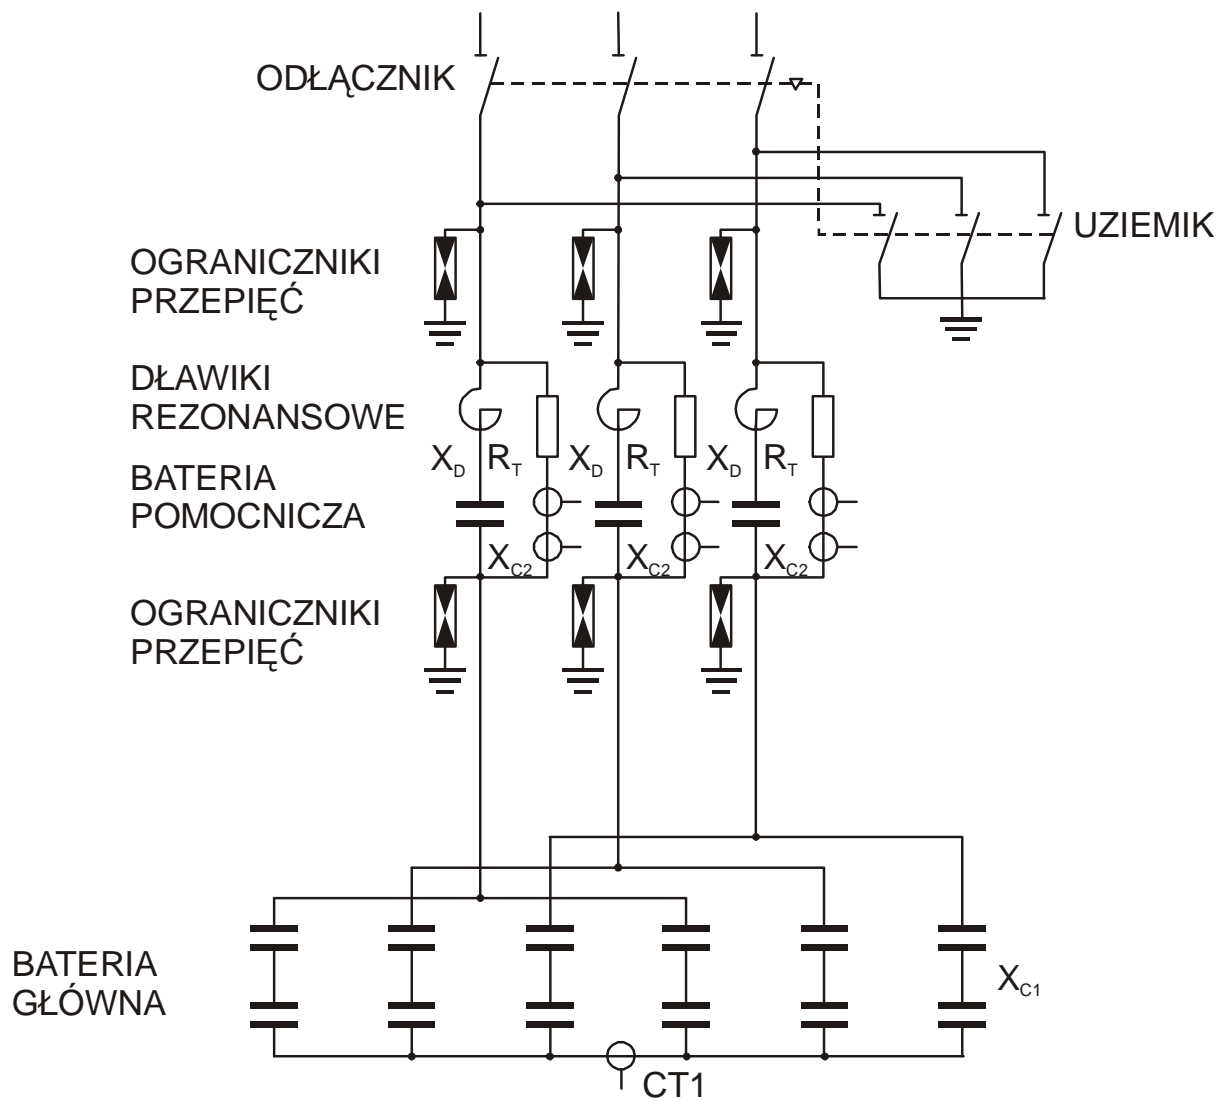 ODŁĄCZNIK
UZIEMIK
OGRANICZNIKI
PRZEPIĘĆ
DŁAWIKI
REZONANSOWE
X_D R_T X_D R_T X_D R_T
BATERIA
POMOCNICZA
X_C2 X_C2 X_C2
OGRANICZNIKI
PRZEPIĘĆ
BATERIA
GŁÓWNA
X_C1
CT1